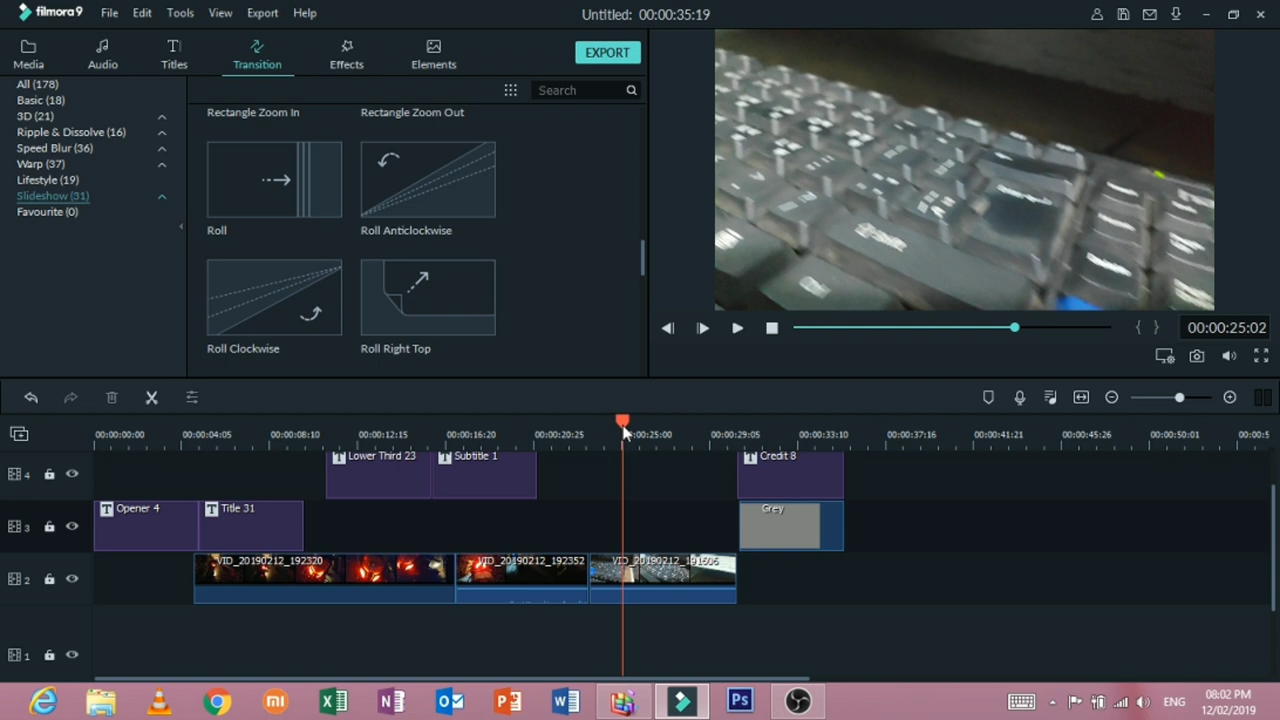 filmora9 File Edit Tools View Export Help Untitled: 00:00:35:19
Media Audio Titles Transition Effects Elements EXPORT
All (178)
Basic (18)
3D (21)
Ripple & Dissolve (16)
Speed Blur (36)
Warp (37)
Lifestyle (19)
Slideshow (31)
Favourite (0)
Search
Rectangle Zoom In Rectangle Zoom Out
Roll Roll Anticlockwise
Roll Clockwise Roll Right Top
00:00:25:02
00:00:00:00 00:00:04:05 00:00:08:10 00:00:12:15 00:00:16:20 00:00:20:25 00:00:25:00 00:00:29:05 00:00:33:10 00:00:37:16 00:00:41:21 00:00:45:26 00:00:50:01 00:00:5
4 T Lower Third 23 T Subtitle 1 T Credit 8
3 T Opener 4 T Title 31 Grey
2 VID_20190212_192320 VID_20190212_192352 VID_20190212_191606
1
ENG
08:02 PM
12/02/2019